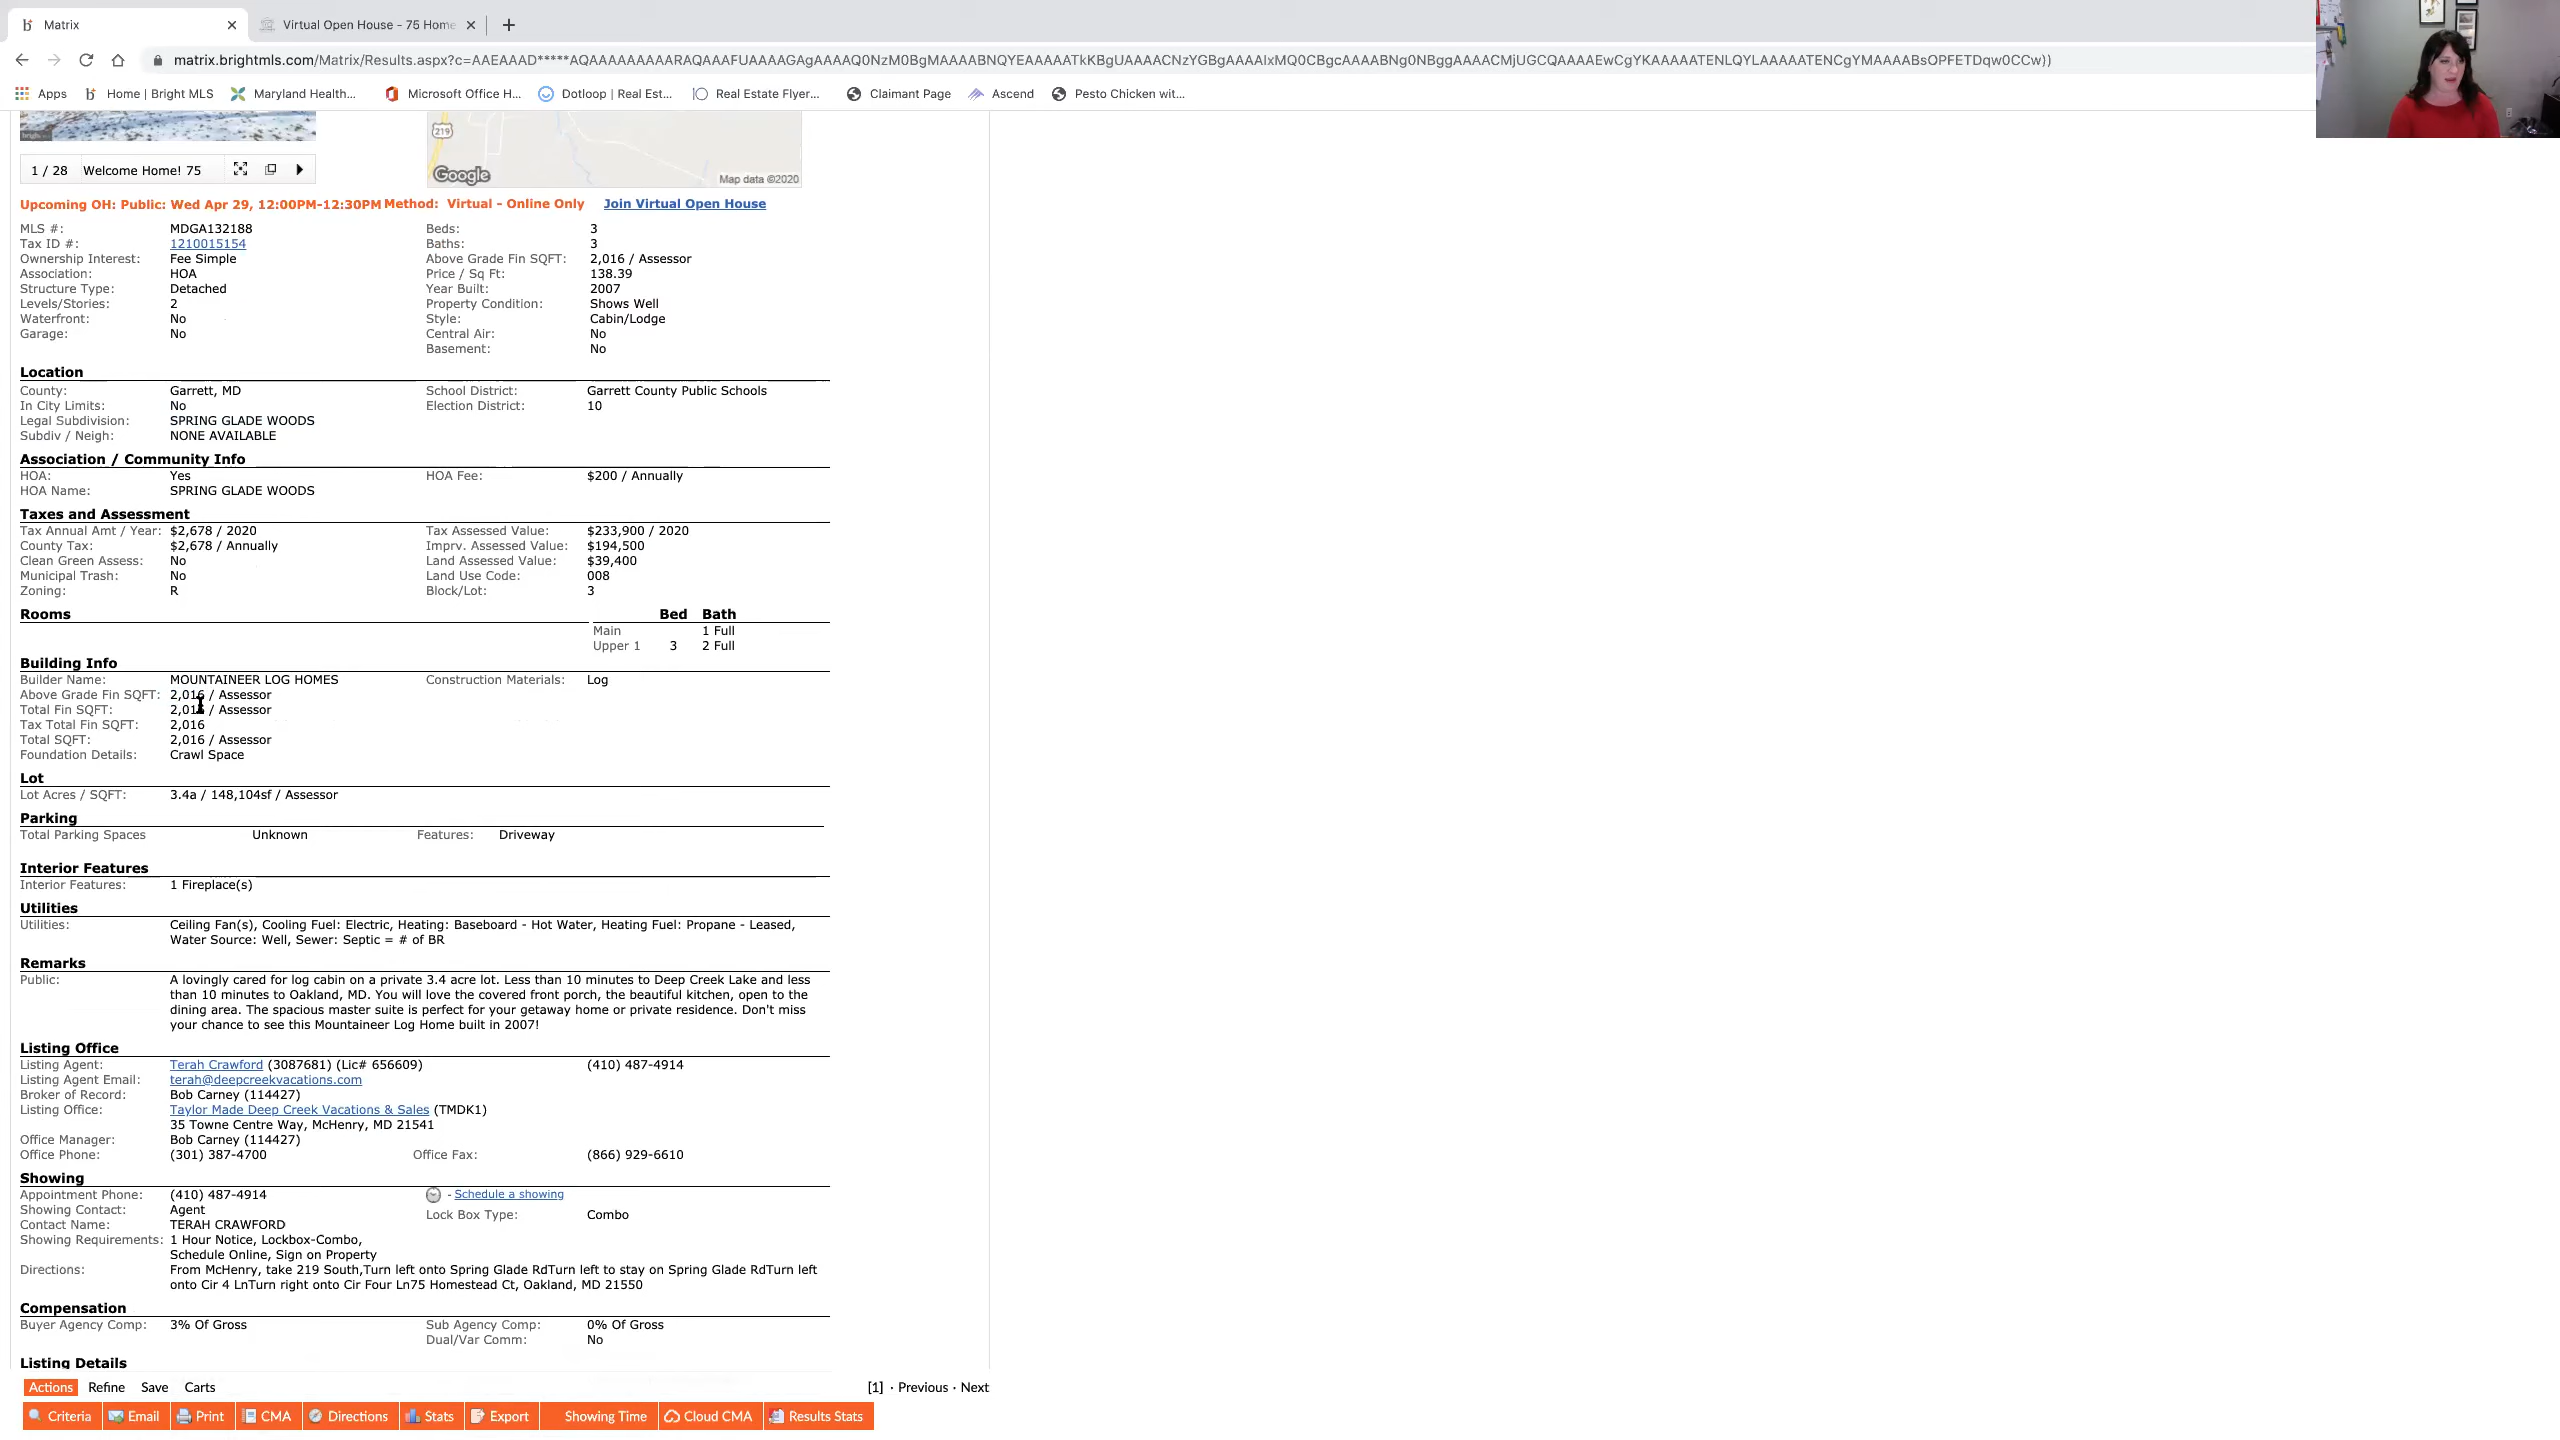 Matrix
Virtual Open House - 75 Home
matrix.brightmls.com/Matrix/Results.aspx?c=AAEAAAD*****AQAAAAAAAAARAQAAAFUAAAAGAgAAAAQ0NzM0BgMAAAABNQYEAAAAATkKBgUAAAACNzYGBgAAAAIxMQ0CBgcAAAABNg0NBggAAAACMjUGCQAAAAEwCgYKAAAAATENLQYLAAAAATENCgYMAAAABsOPFETDqw0CCw))
Apps Home | Bright MLS Maryland Health... Microsoft Office H... Dotloop | Real Est... Real Estate Flyer... Claimant Page Ascend Pesto Chicken wit...
219
Google Map data ©2020
1 / 28 Welcome Home! 75
Upcoming OH: Public: Wed Apr 29, 12:00PM-12:30PM Method: Virtual - Online Only Join Virtual Open House
MLS #: MDGA132188 Beds: 3
Tax ID #: 1210015154 Baths: 3
Ownership Interest: Fee Simple Above Grade Fin SQFT: 2,016 / Assessor
Association: HOA Price / Sq Ft: 138.39
Structure Type: Detached Year Built: 2007
Levels/Stories: 2 Property Condition: Shows Well
Waterfront: No Style: Cabin/Lodge
Garage: No Central Air: No
Basement: No
Location
County: Garrett, MD School District: Garrett County Public Schools
In City Limits: No Election District: 10
Legal Subdivision: SPRING GLADE WOODS
Subdiv / Neigh: NONE AVAILABLE
Association / Community Info
HOA: Yes HOA Fee: $200 / Annually
HOA Name: SPRING GLADE WOODS
Taxes and Assessment
Tax Annual Amt / Year: $2,678 / 2020 Tax Assessed Value: $233,900 / 2020
County Tax: $2,678 / Annually Imprv. Assessed Value: $194,500
Clean Green Assess: No Land Assessed Value: $39,400
Municipal Trash: No Land Use Code: 008
Zoning: R Block/Lot: 3
Rooms Bed Bath
Main 1 Full
Upper 1 3 2 Full
Building Info
Builder Name: MOUNTAINEER LOG HOMES Construction Materials: Log
Above Grade Fin SQFT: 2,016 / Assessor
Total Fin SQFT: 2,016 / Assessor
Tax Total Fin SQFT: 2,016
Total SQFT: 2,016 / Assessor
Foundation Details: Crawl Space
Lot
Lot Acres / SQFT: 3.4a / 148,104sf / Assessor
Parking
Total Parking Spaces Unknown Features: Driveway
Interior Features
Interior Features: 1 Fireplace(s)
Utilities
Utilities: Ceiling Fan(s), Cooling Fuel: Electric, Heating: Baseboard - Hot Water, Heating Fuel: Propane - Leased,
Water Source: Well, Sewer: Septic = # of BR
Remarks
Public: A lovingly cared for log cabin on a private 3.4 acre lot. Less than 10 minutes to Deep Creek Lake and less
than 10 minutes to Oakland, MD. You will love the covered front porch, the beautiful kitchen, open to the
dining area. The spacious master suite is perfect for your getaway home or private residence. Don't miss
your chance to see this Mountaineer Log Home built in 2007!
Listing Office
Listing Agent: Terah Crawford (3087681) (Lic# 656609) (410) 487-4914
Listing Agent Email: terah@deepcreekvacations.com
Broker of Record: Bob Carney (114427)
Listing Office: Taylor Made Deep Creek Vacations & Sales (TMDK1)
35 Towne Centre Way, McHenry, MD 21541
Office Manager: Bob Carney (114427)
Office Phone: (301) 387-4700 Office Fax: (866) 929-6610
Showing
Appointment Phone: (410) 487-4914 - Schedule a showing
Showing Contact: Agent Lock Box Type: Combo
Contact Name: TERAH CRAWFORD
Showing Requirements: 1 Hour Notice, Lockbox-Combo,
Schedule Online, Sign on Property
Directions: From McHenry, take 219 South,Turn left onto Spring Glade RdTurn left to stay on Spring Glade RdTurn left
onto Cir 4 LnTurn right onto Cir Four Ln75 Homestead Ct, Oakland, MD 21550
Compensation
Buyer Agency Comp: 3% Of Gross Sub Agency Comp: 0% Of Gross
Dual/Var Comm: No
Listing Details
Actions Refine Save Carts [1] · Previous · Next
Criteria Email Print CMA Directions Stats Export Showing Time Cloud CMA Results Stats